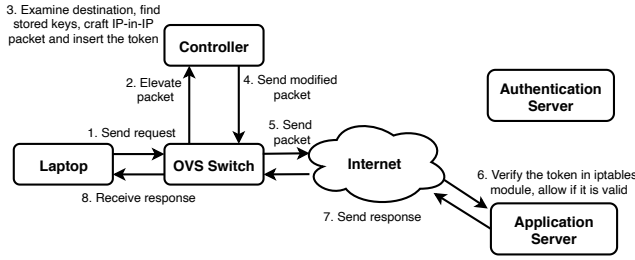 3. Examine destination, find
stored keys, craft IP-in-IP
packet and insert the token
Controller
2. Elevate
packet
4. Send modified
packet
Authentication
Server
1. Send request
5. Send
packet
Laptop
OVS Switch
Internet
6. Verify the token in iptables
module, allow if it is valid
8. Receive response
7. Send response
Application
Server